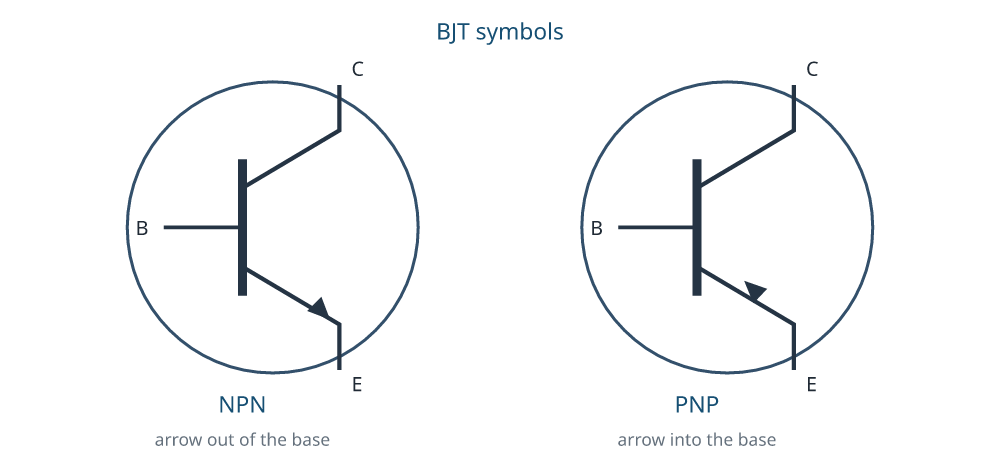 BJT symbols
C
C
B
B
E
E
NPN
PNP
arrow out of the base
arrow into the base